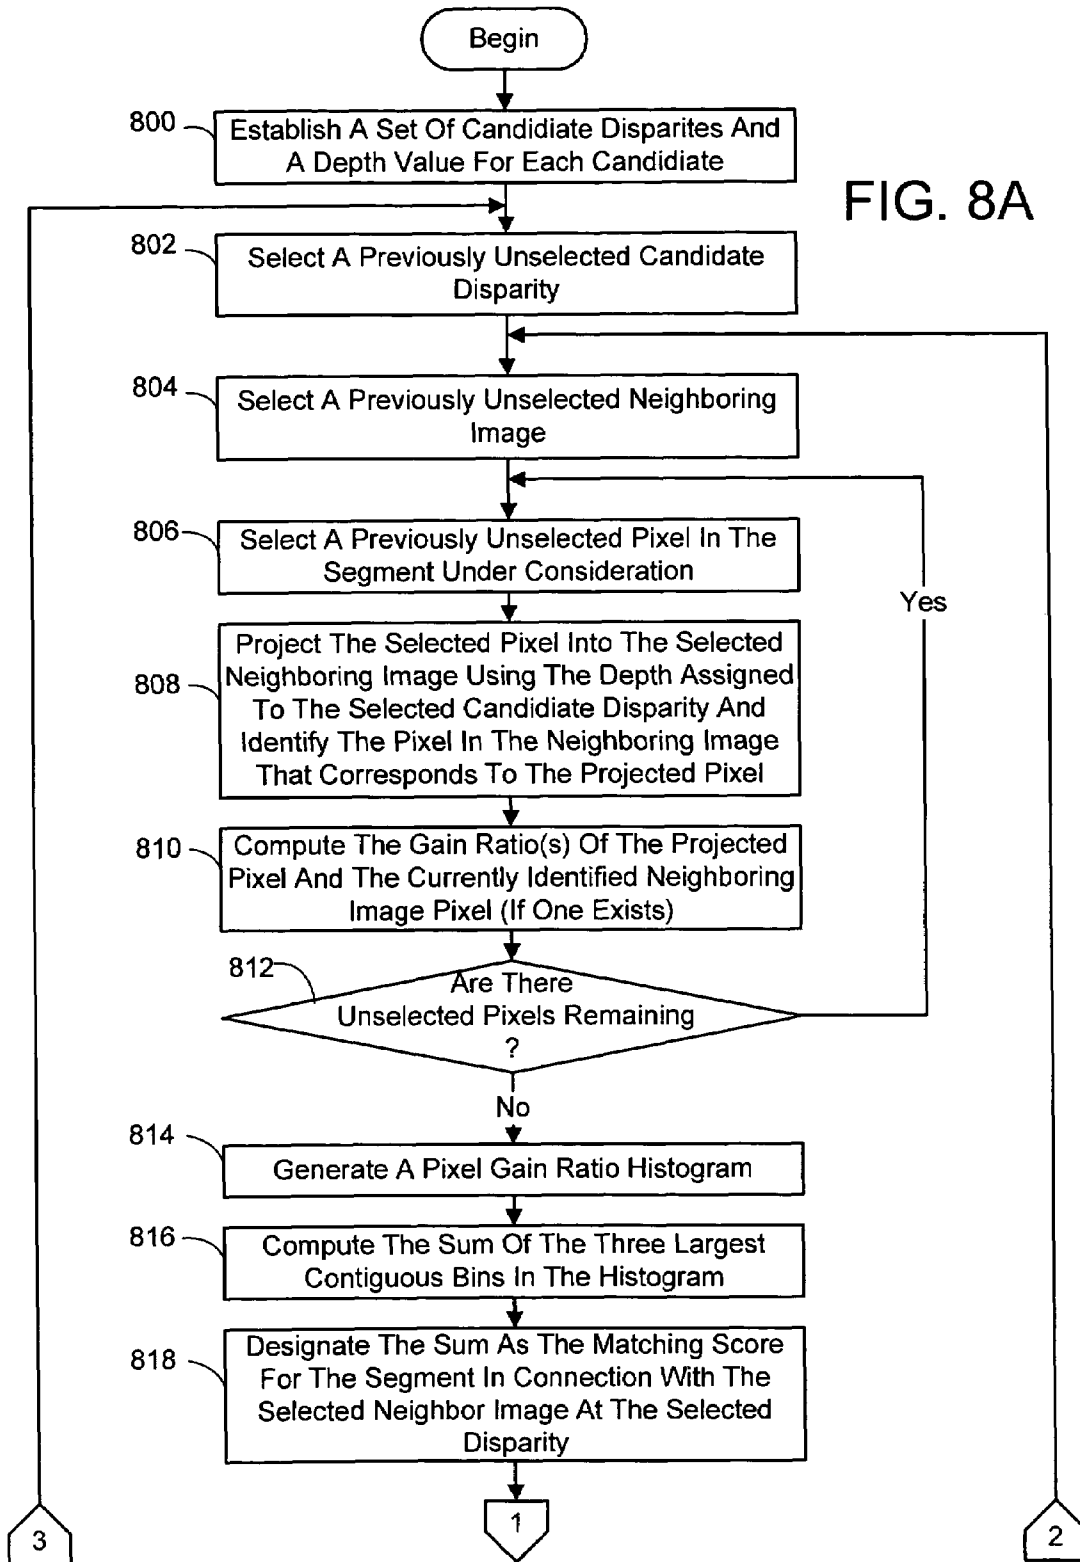 Begin
800
Establish A Set Of Candidiate Disparites And
A Depth Value For Each Candidiate
FIG. 8A
802
Select A Previously Unselected Candidate
Disparity
804
Select A Previously Unselected Neighboring
Image
806
Select A Previously Unselected Pixel In The
Segment Under Consideration
Yes
808
Project The Selected Pixel Into The Selected
Neighboring Image Using The Depth Assigned
To The Selected Candidiate Disparity And
Identify The Pixel In The Neighboring Image
That Corresponds To The Projected Pixel
810
Compute The Gain Ratio(s) Of The Projected
Pixel And The Currently Identified Neighboring
Image Pixel (If One Exists)
812
Are There
Unselected Pixels Remaining
?
No
814
Generate A Pixel Gain Ratio Histogram
816
Compute The Sum Of The Three Largest
Contiguous Bins In The Histogram
818
Designate The Sum As The Matching Score
For The Segment In Connection With The
Selected Neighbor Image At The Selected
Disparity
3
1
2